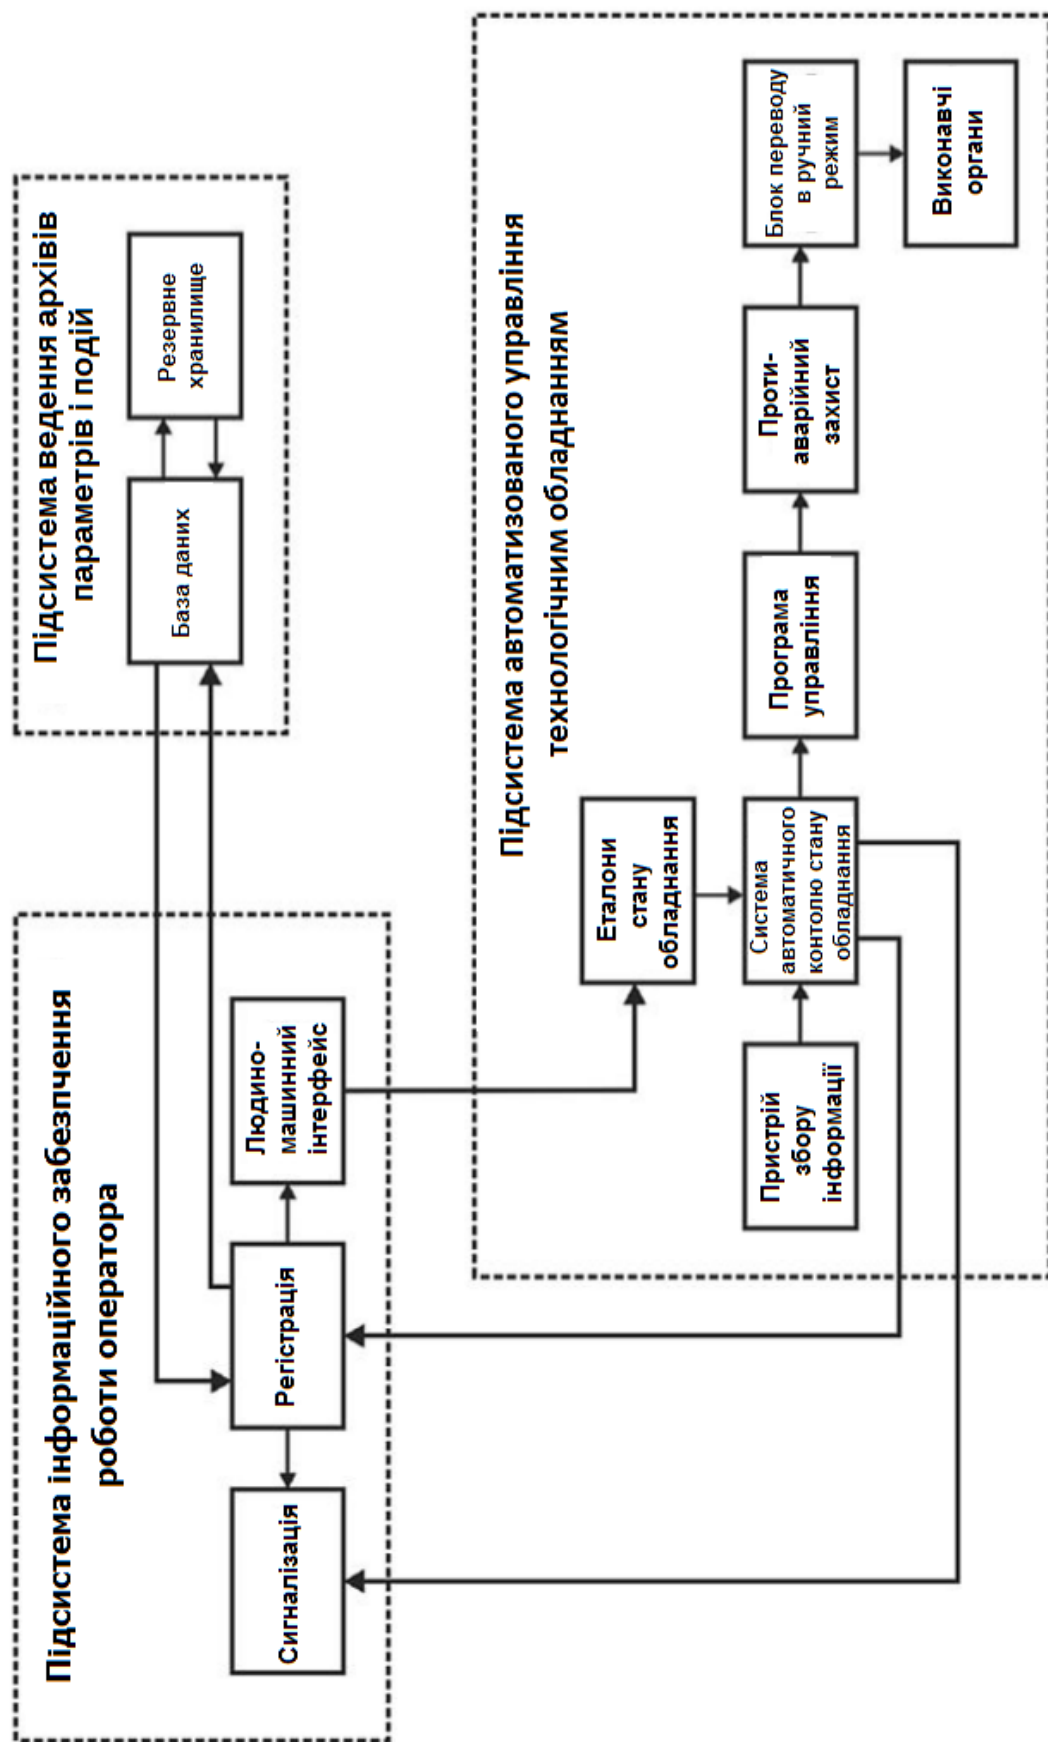 Підсистема інформаційного забезпчення
роботи оператора
Сигналізація
Регістрація
Людино-
машинний
інтерфейс
Підсистема ведення архівів
параметрів і подій
База даних
Резервне
хранилище
Підсистема автоматизованого управління
технологічним обладнанням
Еталони
стану
обладнання
Пристрій
збору
інформації
Система
автоматичного
контолю стану
обладнання
Програма
управління
Проти-
аварійний
захист
Блок переводу
в ручний
режим
Виконавчі
органи